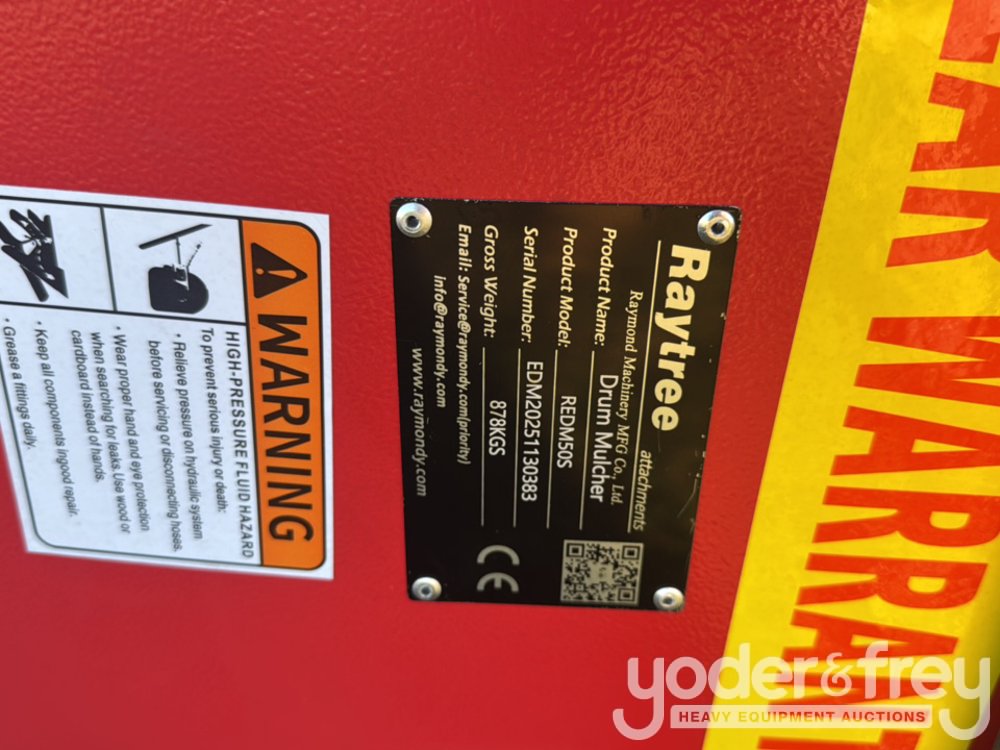 Raytree attachments
Raymond Machinery MFG Co., Ltd.
Product Name: Drum Mulcher
Product Model: REDM50S
Serial Number: EDM20251130383
Gross Weight: 878KGS
Email: Service@raymondy.com(priority)
info@raymondy.com
www.raymondy.com
CE
WARNING
HIGH-PRESSURE FLUID HAZARD
To prevent serious injury or death:
• Relieve pressure on hydraulic system
before servicing or disconnecting hoses.
• Wear proper hand and eye protection
when searching for leaks. Use wood or
cardboard instead of hands.
• Keep all components ingood repair.
• Grease a fittings daily.
EAR WARRANT
yoder&frey
HEAVY EQUIPMENT AUCTIONS